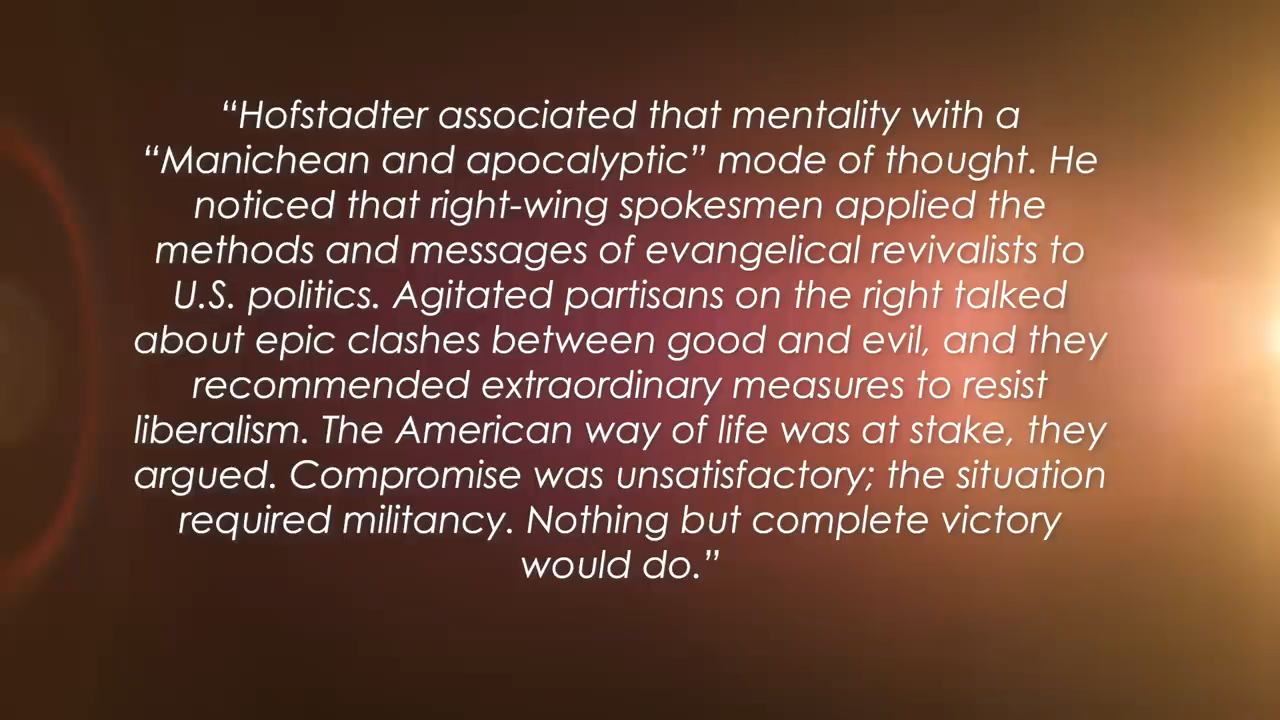 “Hofstadter associated that mentality with a
“Manichean and apocalyptic” mode of thought. He
noticed that right-wing spokesmen applied the
methods and messages of evangelical revivalists to
U.S. politics. Agitated partisans on the right talked
about epic clashes between good and evil, and they
recommended extraordinary measures to resist
liberalism. The American way of life was at stake, they
argued. Compromise was unsatisfactory; the situation
required militancy. Nothing but complete victory
would do.”